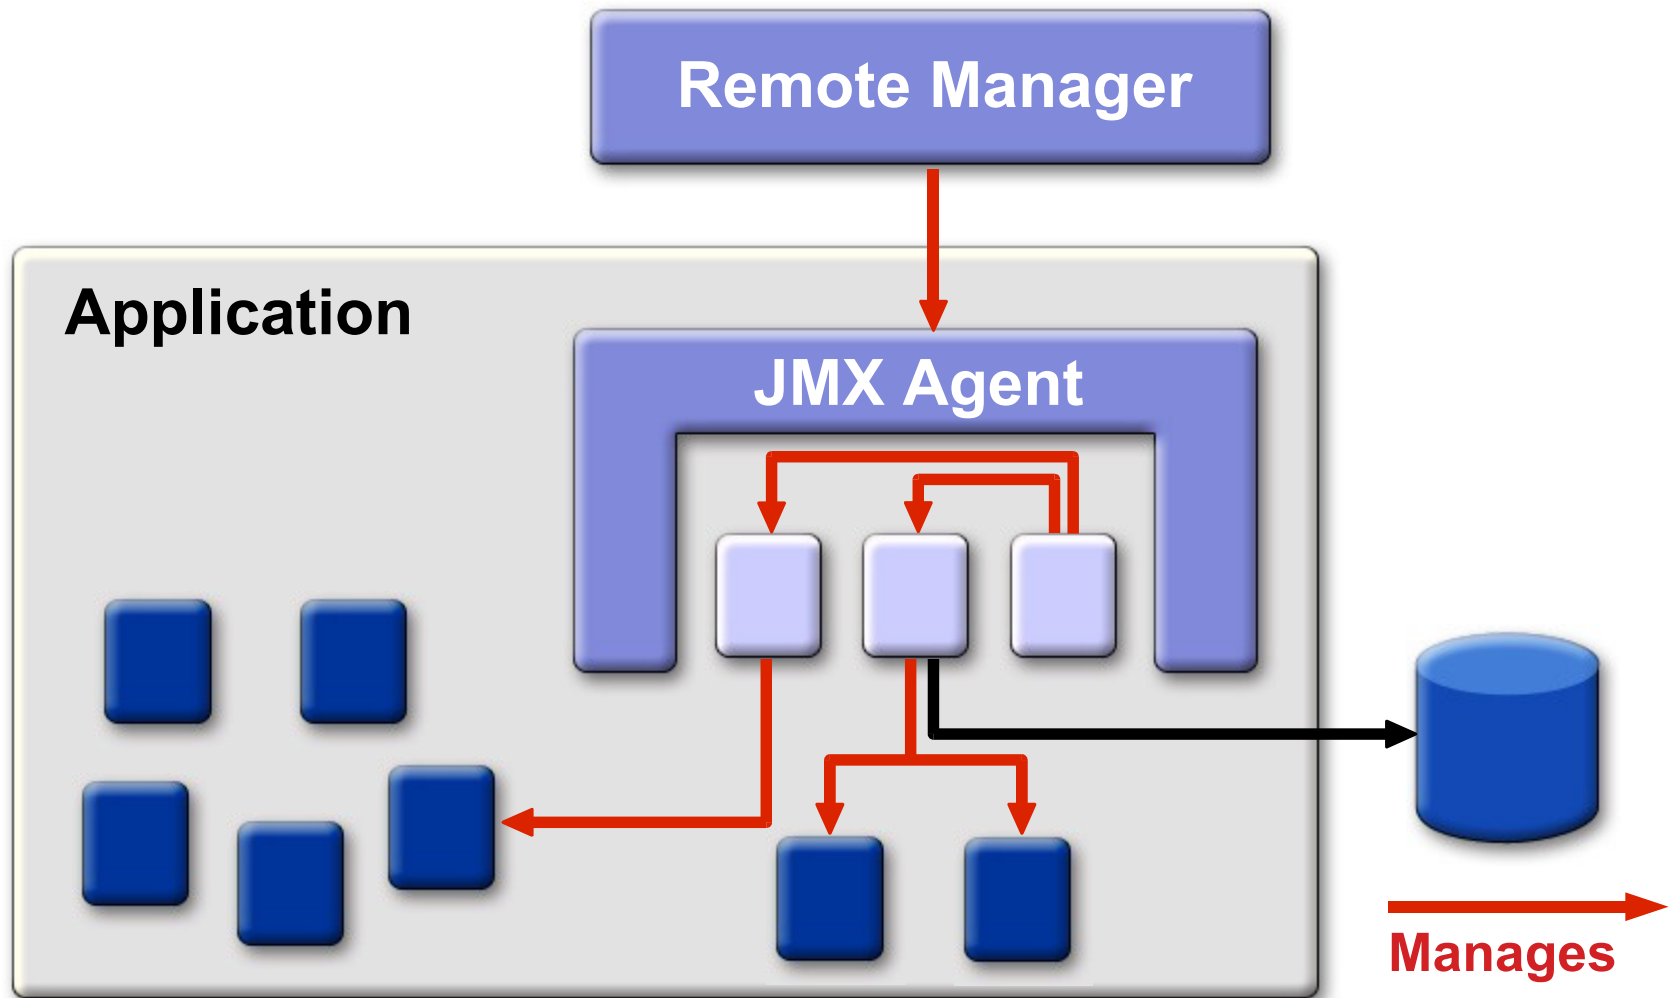 Remote Manager
Application
JMX Agent
Manages